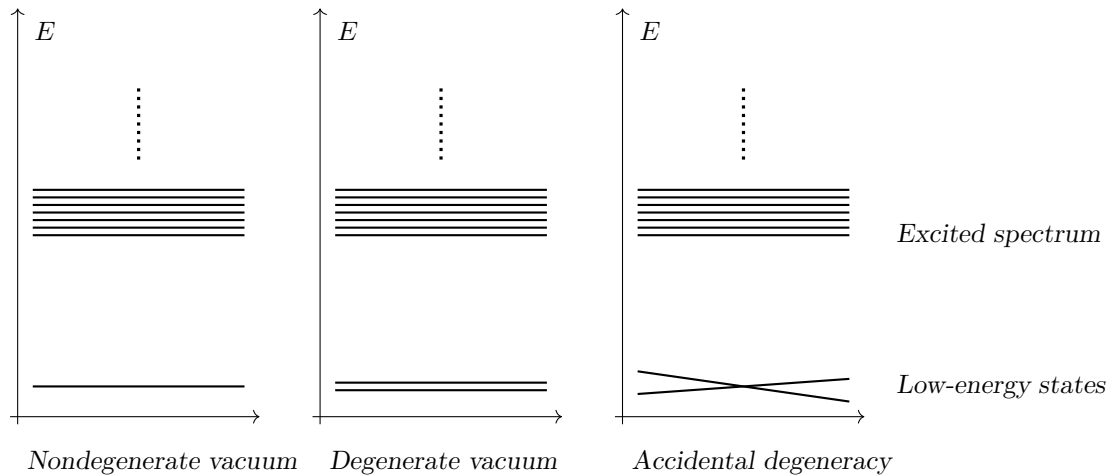 E
E
E
Excited spectrum
Low-energy states
Nondegenerate vacuum
Degenerate vacuum
Accidental degeneracy